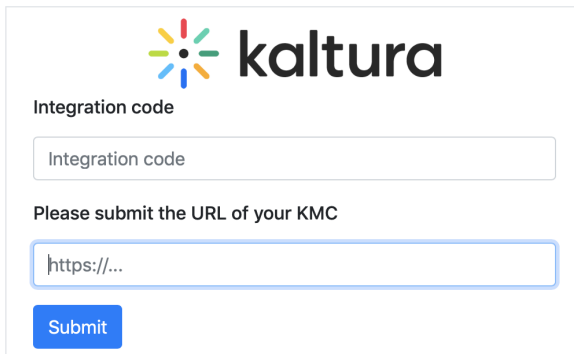 kaltura
Integration code
Integration code
Please submit the URL of your KMC
https://...
Submit